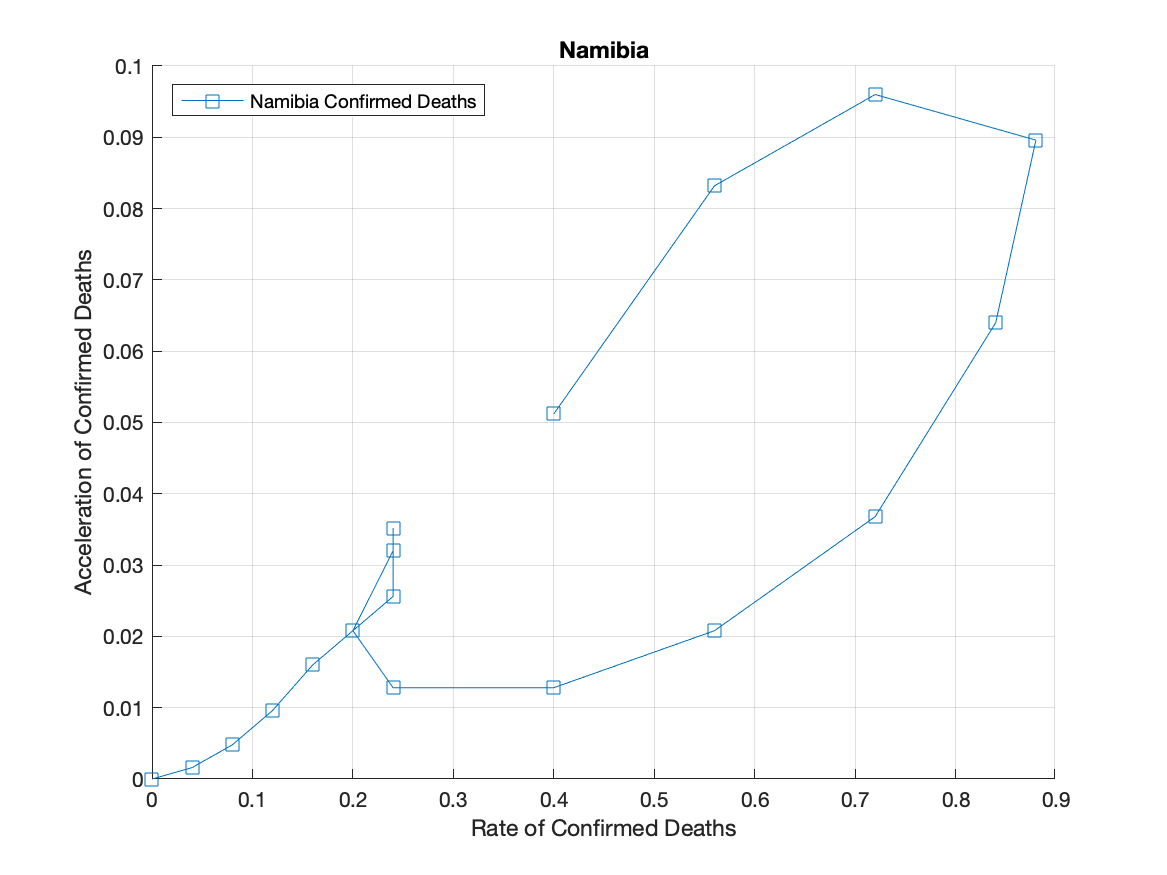 Namibia
Namibia Confirmed Deaths
Acceleration of Confirmed Deaths
0.1
0.09
0.08
0.07
0.06
0.05
0.04
0.03
0.02
0.01
0
0 0.1 0.2 0.3 0.4 0.5 0.6 0.7 0.8 0.9
Rate of Confirmed Deaths